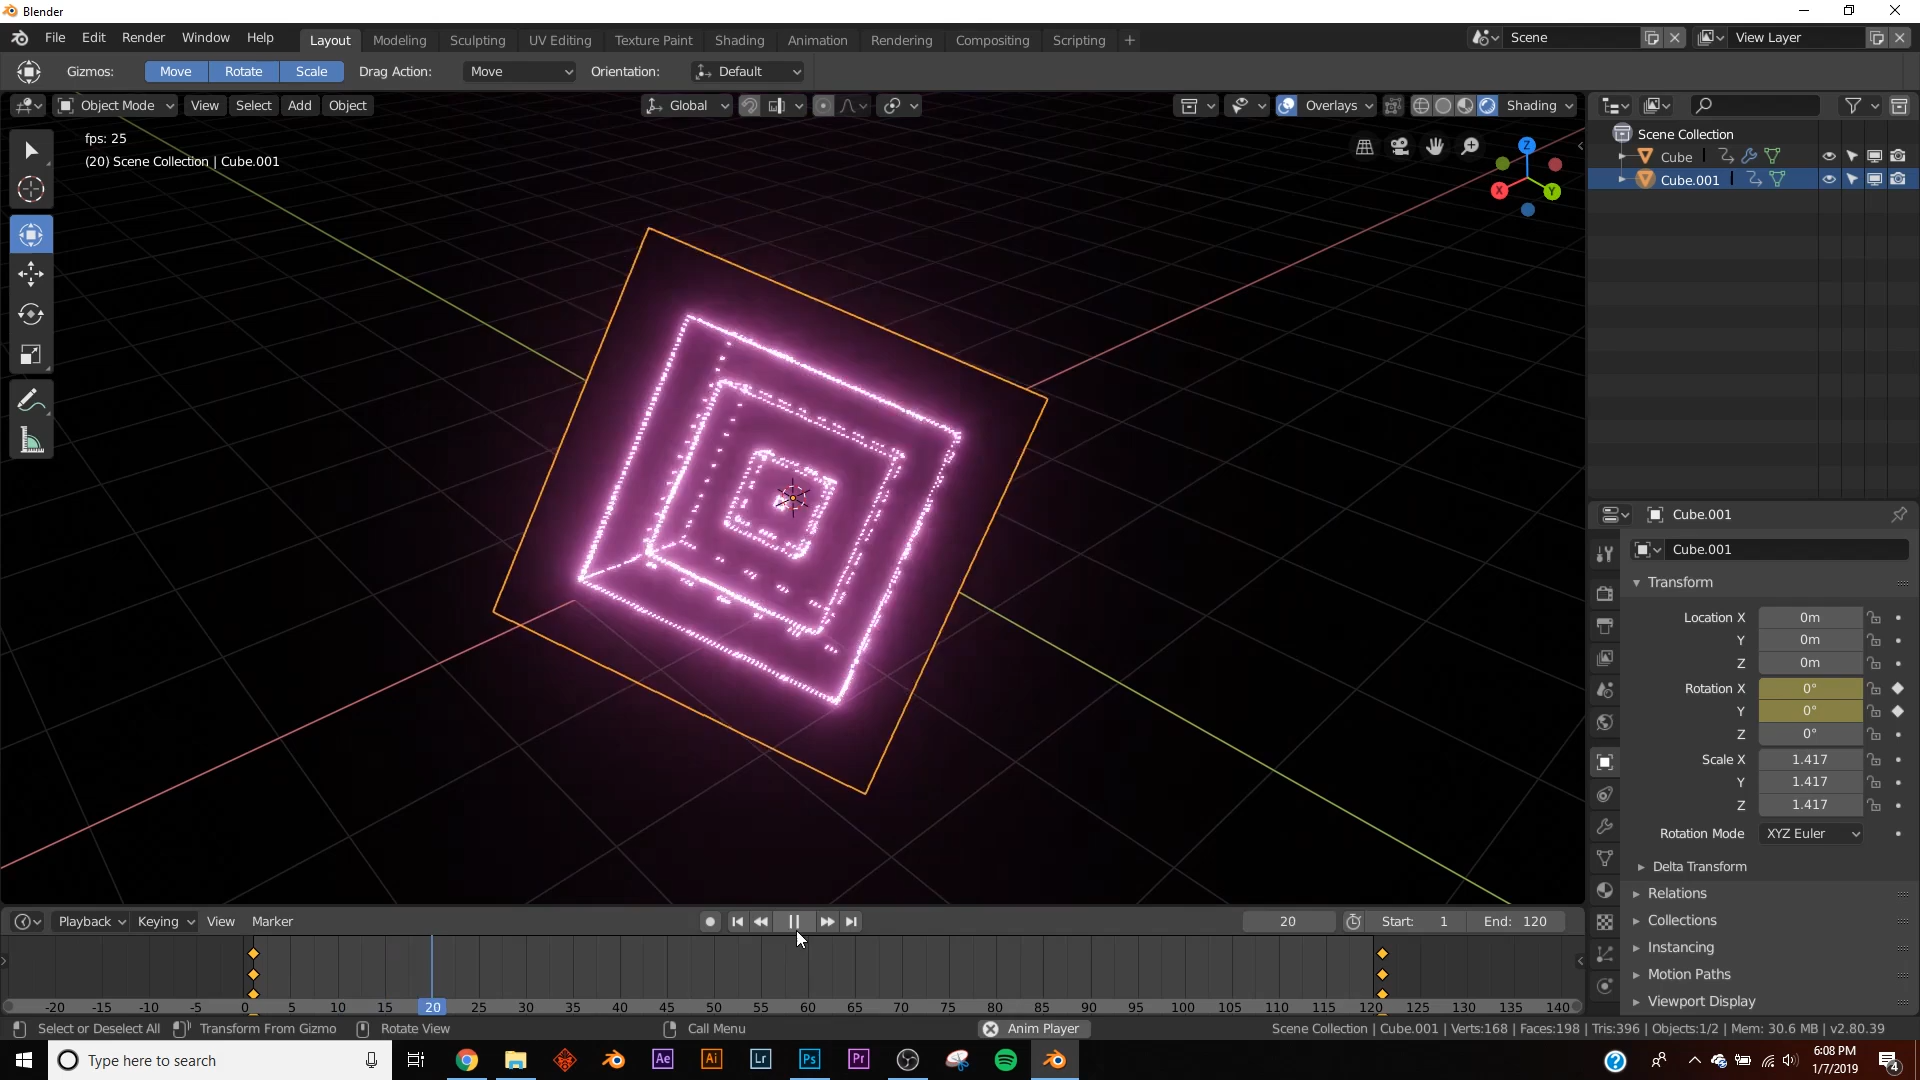 Blender
File Edit Render Window Help Layout Modeling Sculpting UV Editing Texture Paint Shading Animation Rendering Compositing Scripting + Scene View Layer
Gizmos: Move Rotate Scale Drag Action: Move Orientation: Default
Object Mode View Select Add Object Global Overlays Shading
fps: 25
(20) Scene Collection | Cube.001
Z
X
Y
Scene Collection
Cube
Cube.001
Cube.001
Cube.001
Transform
Location X 0m
Y 0m
Z 0m
Rotation X 0°
Y 0°
Z 0°
Scale X 1.417
Y 1.417
Z 1.417
Rotation Mode XYZ Euler
Delta Transform
Relations
Collections
Instancing
Motion Paths
Viewport Display
Playback Keying View Marker 20 Start: 1 End: 120
-20 -15 -10 -5 0 5 10 15 20 25 30 35 40 45 50 55 60 65 70 75 80 85 90 95 100 105 110 115 120 125 130 135 140
Select or Deselect All Transform From Gizmo Rotate View Call Menu Anim Player Scene Collection | Cube.001 | Verts:168 | Faces:198 | Tris:396 | Objects:1/2 | Mem: 30.6 MB | v2.80.39
Type here to search Ae Ai Lr Ps Pr 6:08 PM
1/7/2019
4